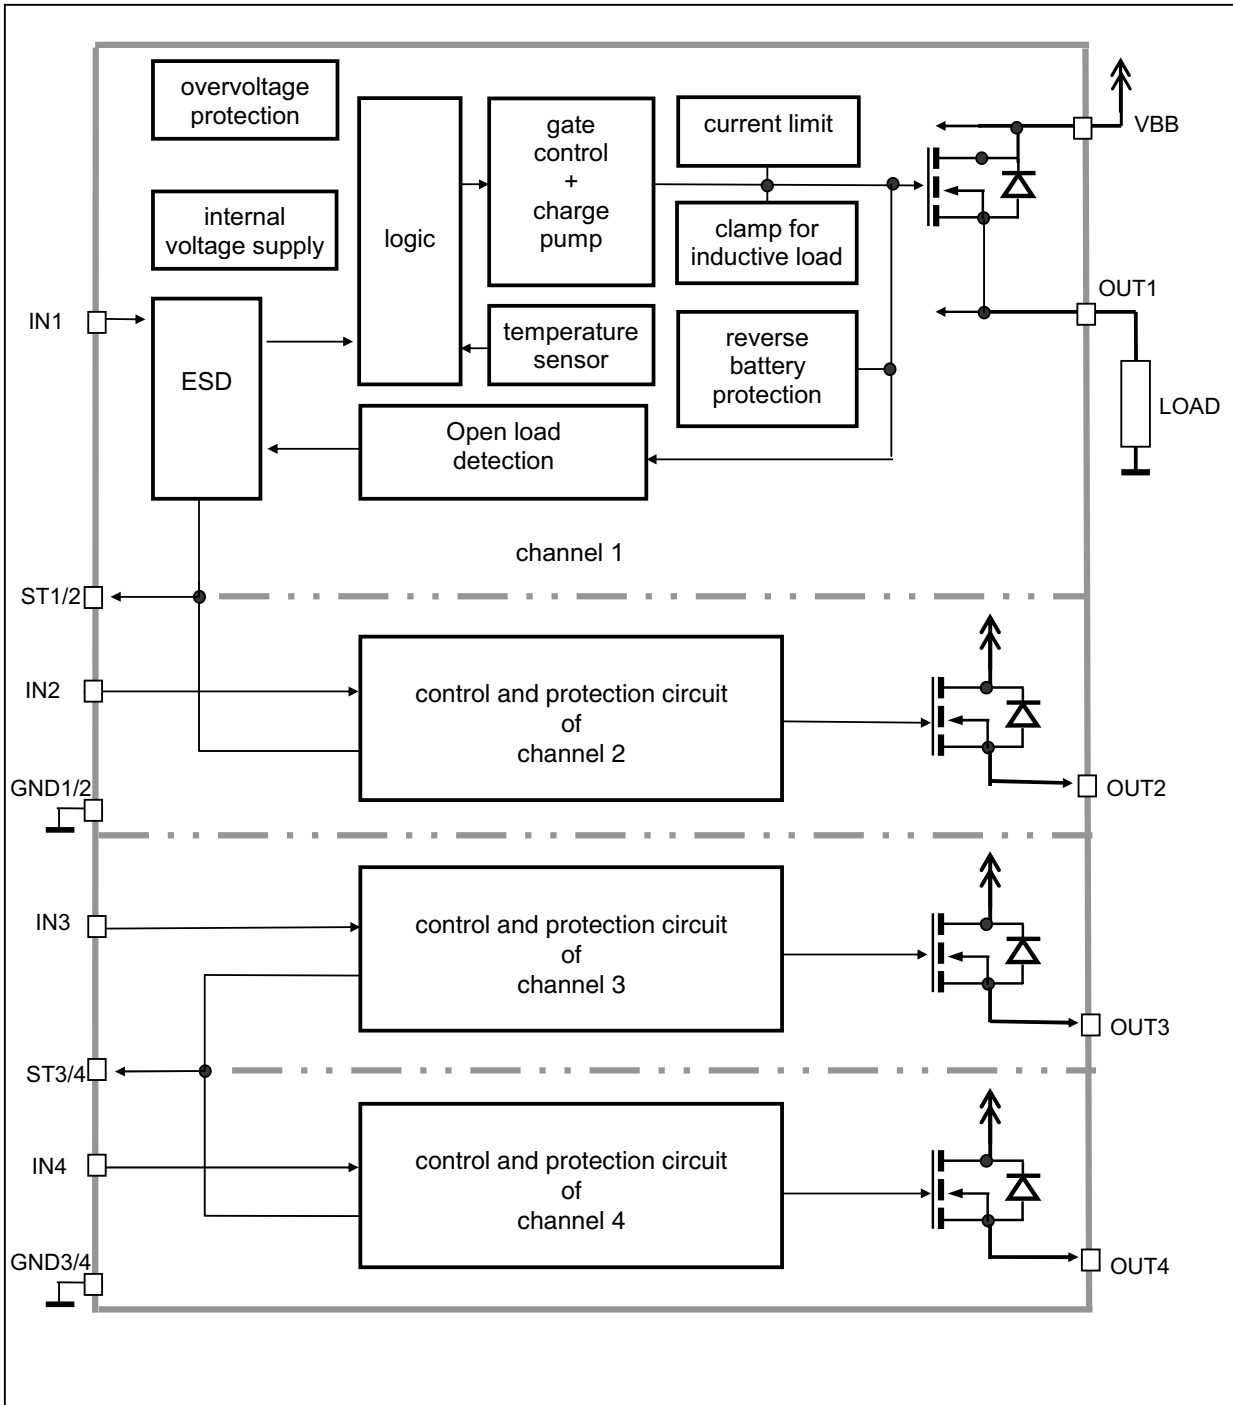 overvoltage
protection
internal
voltage supply
logic
gate
control
+
charge
pump
current limit
clamp for
inductive load
VBB
OUT1
IN1
ESD
temperature
sensor
reverse
battery
protection
LOAD
Open load
detection
channel 1
ST1/2
IN2
control and protection circuit
of
channel 2
GND1/2
OUT2
IN3
control and protection circuit
of
channel 3
OUT3
ST3/4
IN4
control and protection circuit
of
channel 4
GND3/4
OUT4